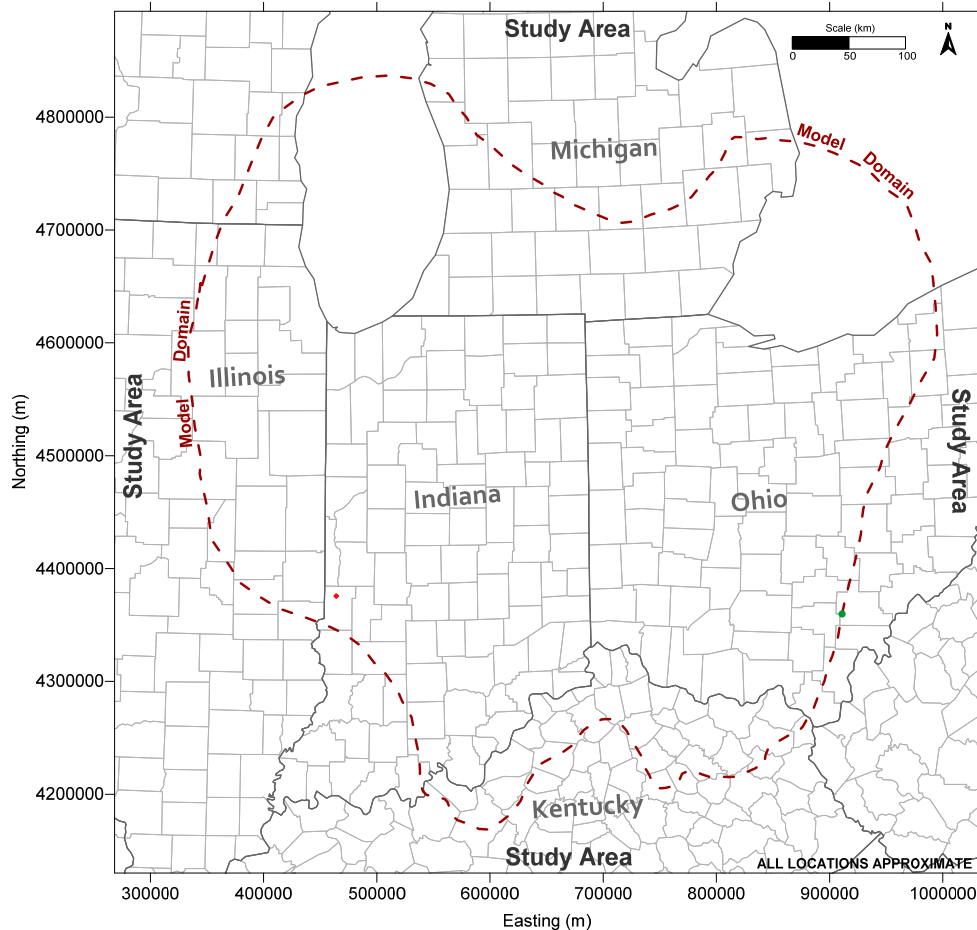 Study Area
Scale (km)
0 50 100
N
4800000
4700000
4600000
4500000
4400000
4300000
4200000
Northing (m)
Model Domain
Michigan
Model Domain
Study Area
Illinois
Indiana
Ohio
Study Area
Kentucky
Study Area
ALL LOCATIONS APPROXIMATE
300000 400000 500000 600000 700000 800000 900000 1000000
Easting (m)